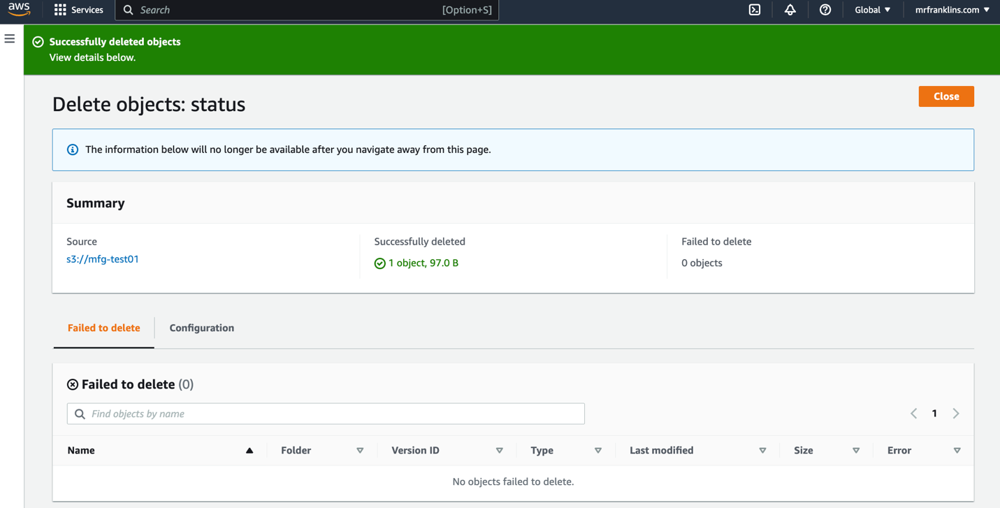 aws Services Search [Option+S] Global mrfranklins.com
Successfully deleted objects
View details below.
Delete objects: status
Close
The information below will no longer be available after you navigate away from this page.
Summary
Source Successfully deleted Failed to delete
s3://mfg-test01 1 object, 97.0 B 0 objects
Failed to delete Configuration
Failed to delete (0)
Find objects by name 1
Name Folder Version ID Type Last modified Size Error
No objects failed to delete.